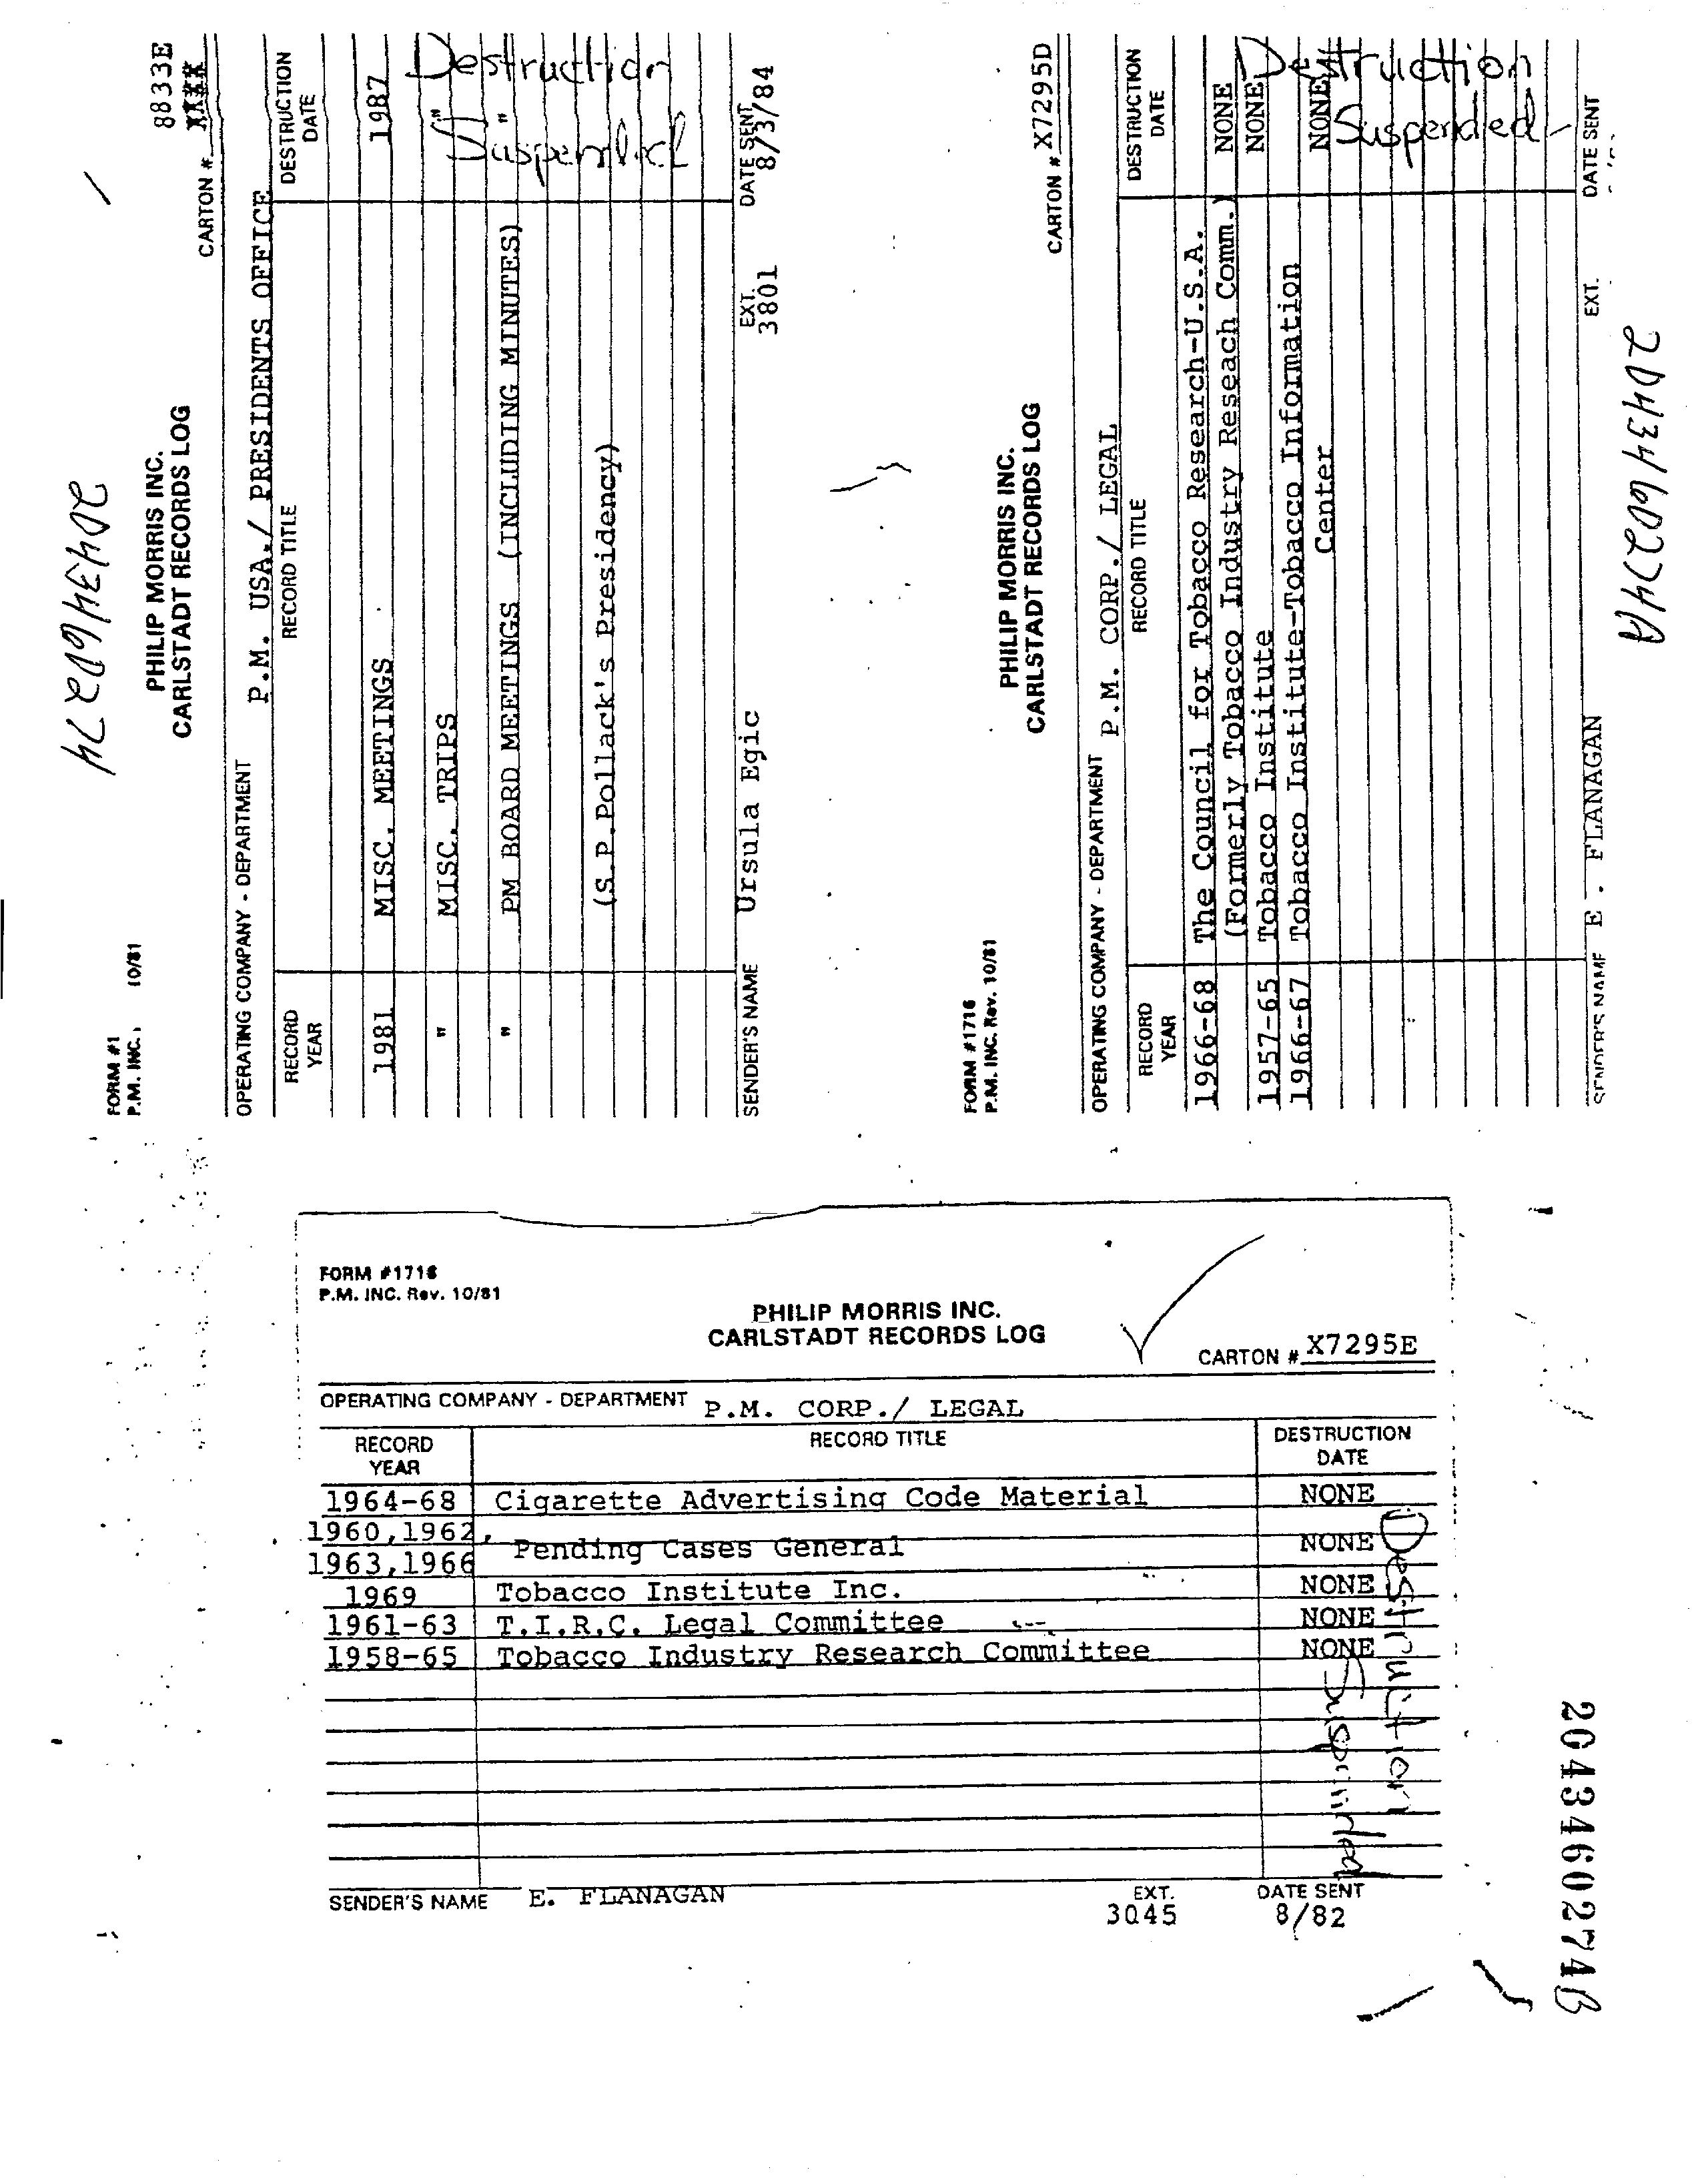 2043460274
FORM #1
P.M. INC. 10/81
PHILIP MORRIS INC.
CARLSTADT RECORDS LOG
8833E
CARTON #
OPERATING COMPANY - DEPARTMENT P.M. USA./ PRESIDENTS OFFICE
RECORD YEAR RECORD TITLE DESTRUCTION DATE
1981 MISC. MEETINGS 1987
" MISC. TRIPS "
" PM BOARD MEETINGS (INCLUDING MINUTES) "
(S.P.Pollack's Presidency)
Destruction
Suspended
SENDER'S NAME Ursula Egic EXT. 3801 DATE SENT 8/3/84
FORM #1716
P.M. INC. Rev. 10/81
PHILIP MORRIS INC.
CARLSTADT RECORDS LOG
CARTON # X7295D
OPERATING COMPANY - DEPARTMENT P.M. CORP./ LEGAL
RECORD YEAR RECORD TITLE DESTRUCTION DATE
1966-68 The Council for Tobacco Research-U.S.A.
(Formerly Tobacco Industry Reseach Comm.) NONE
1957-65 Tobacco Institute NONE
1966-67 Tobacco Institute-Tobacco Information
Center NONE
Destruction
Suspended
SENDER'S NAME E. FLANAGAN EXT. DATE SENT
2043460274A
FORM #1716
P.M. INC. Rev. 10/81
PHILIP MORRIS INC.
CARLSTADT RECORDS LOG
CARTON # X7295E
OPERATING COMPANY - DEPARTMENT P.M. CORP./ LEGAL
RECORD YEAR RECORD TITLE DESTRUCTION DATE
1964-68 Cigarette Advertising Code Material NONE
1960,1962,
1963,1966 Pending Cases General NONE
1969 Tobacco Institute Inc. NONE
1961-63 T.I.R.C. Legal Committee NONE
1958-65 Tobacco Industry Research Committee NONE
Destruction
Suspended
SENDER'S NAME E. FLANAGAN EXT. 3045 DATE SENT 8/82
2043460274B